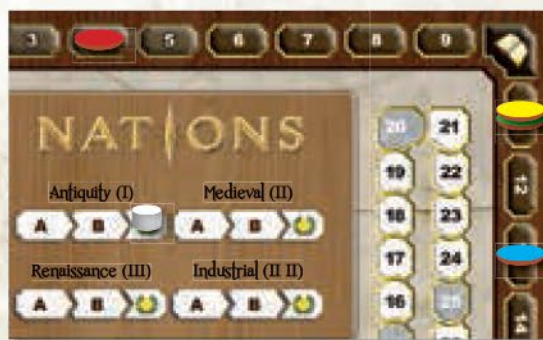 3 5 6 7 8 9
NATIONS
20 21
12
Antiquity (I) Medieval (II)
19 22
A B A B
18 23
17 24
Renaissance (III) Industrial (II II)
A B A B
16
14